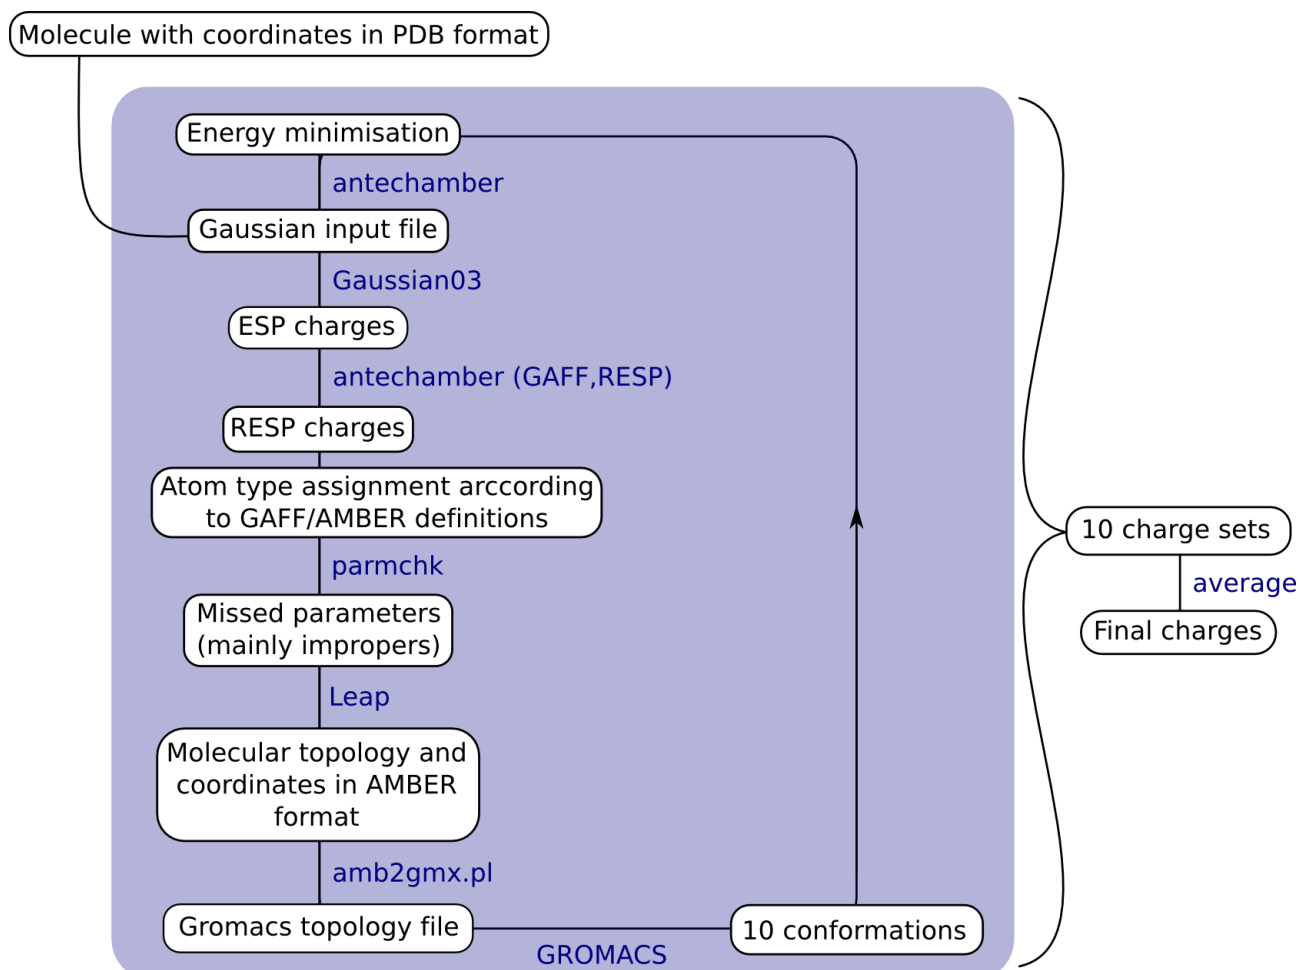 Molecule with coordinates in PDB format
Energy minimisation
antechamber
Gaussian input file
Gaussian03
ESP charges
antechamber (GAFF,RESP)
RESP charges
Atom type assignment arccording
to GAFF/AMBER definitions
parmchk
Missed parameters
(mainly impropers)
Leap
Molecular topology and
coordinates in AMBER
format
amb2gmx.pl
Gromacs topology file
GROMACS
10 conformations
10 charge sets
average
Final charges